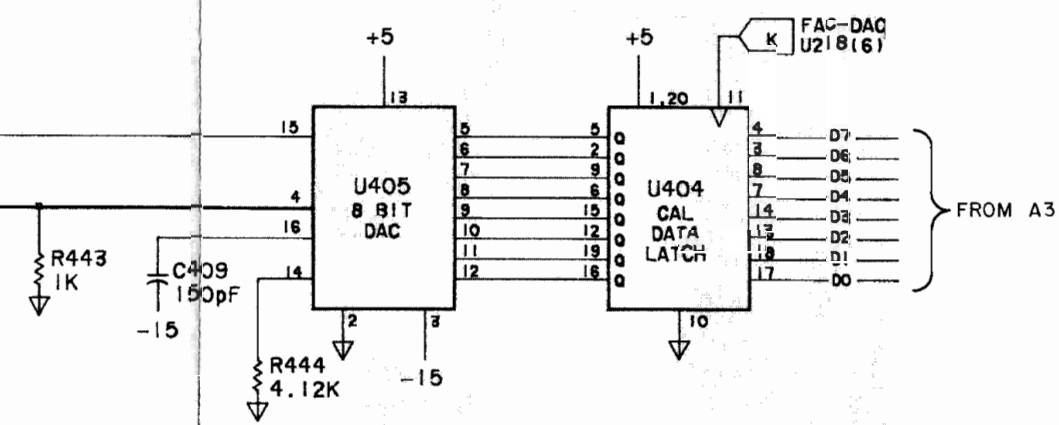 +5
+5
K
FAC-DAC
U218(6)
13
1,20
11
15
5
5
Q
4
D7
6
2
Q
3
D6
7
9
Q
8
D5
4
8
6
Q
7
D4
U405
8 BIT
DAC
U404
CAL
DATA
LATCH
FROM A3
9
15
Q
14
D3
16
10
12
Q
13
D2
11
19
Q
18
D1
14
12
16
Q
17
D0
R443
1K
C409
150pF
-15
2
3
10
R444
4.12K
-15